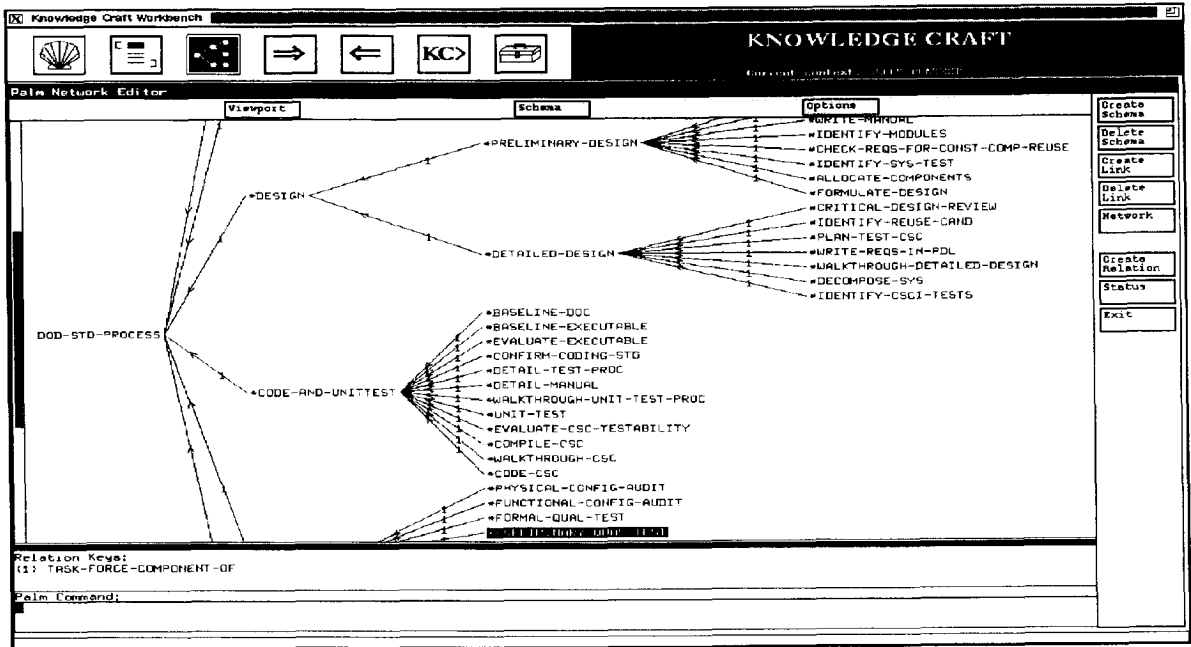 Knowledge Craft Workbench
KC>
KNOWLEDGE CRAFT
Current context:
Palm Network Editor
Viewport
Schema
Options
Create Schema
Delete Schema
Create Link
Delete Link
Network
Create Relation
Status
Exit
DOD-STD-PROCESS
*DESIGN
*PRELIMINARY-DESIGN
*WRITE-MANUAL
*IDENTIFY-MODULES
*CHECK-REQS-FOR-CONST-COMP-REUSE
*IDENTIFY-SYS-TEST
*ALLOCATE-COMPONENTS
*FORMULATE-DESIGN
*DETAILED-DESIGN
*CRITICAL-DESIGN-REVIEW
*IDENTIFY-REUSE-CAND
*PLAN-TEST-CSC
*WRITE-REQS-IN-PDL
*WALKTHROUGH-DETAILED-DESIGN
*DECOMPOSE-SYS
*IDENTIFY-CSCI-TESTS
*CODE-AND-UNITTEST
*BASELINE-DOC
*BASELINE-EXECUTABLE
*EVALUATE-EXECUTABLE
*CONFIRM-CODING-STG
*DETAIL-TEST-PROC
*DETAIL-MANUAL
*WALKTHROUGH-UNIT-TEST-PROC
*UNIT-TEST
*EVALUATE-CSC-TESTABILITY
*COMPILE-CSC
*WALKTHROUGH-CSC
*CODE-CSC
*PHYSICAL-CONFIG-AUDIT
*FUNCTIONAL-CONFIG-AUDIT
*FORMAL-QUAL-TEST
Relation Keys:
(1) TASK-FORCE-COMPONENT-OF
Palm Command: